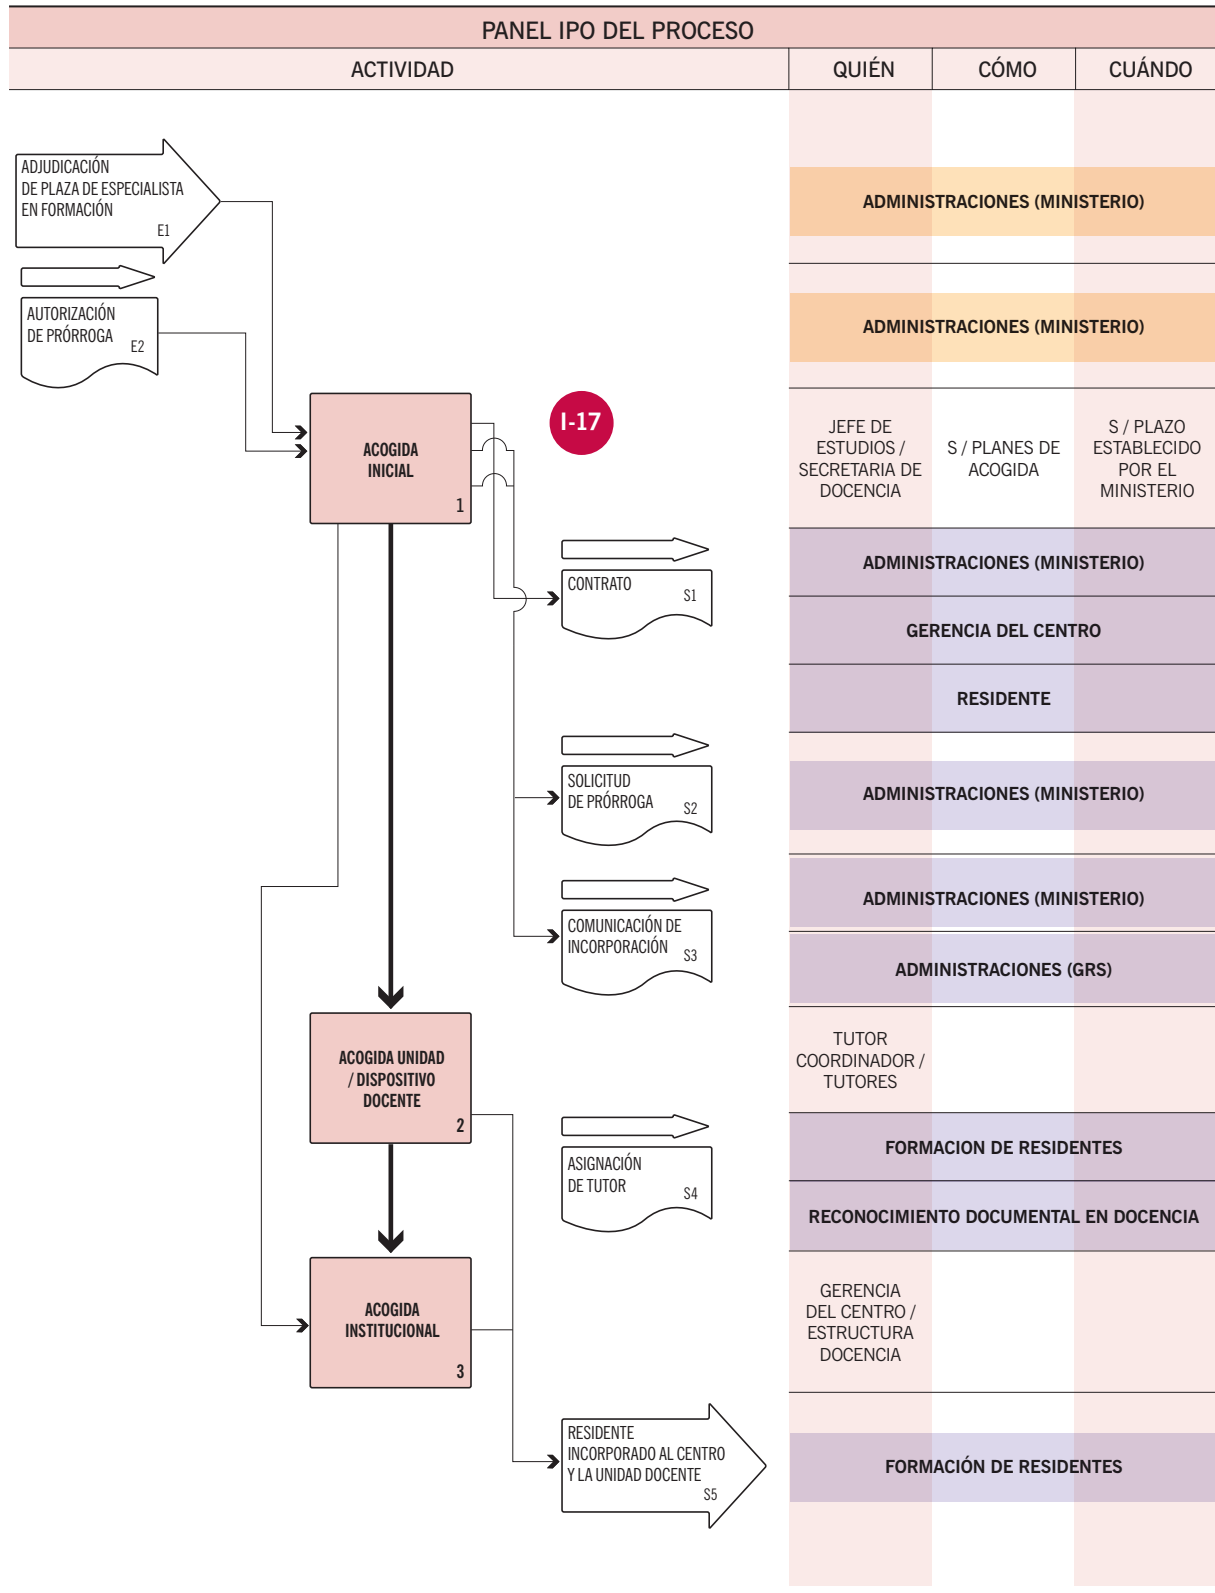 PANEL IPO DEL PROCESO
ACTIVIDAD
QUIÉN
CÓMO
CUÁNDO
ADJUDICACIÓN
DE PLAZA DE ESPECIALISTA
EN FORMACIÓN
E1
ADMINISTRACIONES (MINISTERIO)
AUTORIZACIÓN
DE PRÓRROGA
E2
ADMINISTRACIONES (MINISTERIO)
ACOGIDA
INICIAL
1
I-17
JEFE DE
ESTUDIOS /
SECRETARIA DE
DOCENCIA
S / PLANES DE
ACOGIDA
S / PLAZO
ESTABLECIDO
POR EL
MINISTERIO
CONTRATO
S1
ADMINISTRACIONES (MINISTERIO)
GERENCIA DEL CENTRO
RESIDENTE
SOLICITUD
DE PRÓRROGA
S2
ADMINISTRACIONES (MINISTERIO)
COMUNICACIÓN DE
INCORPORACIÓN
S3
ADMINISTRACIONES (MINISTERIO)
ADMINISTRACIONES (GRS)
ACOGIDA UNIDAD
/ DISPOSITIVO
DOCENTE
2
TUTOR
COORDINADOR /
TUTORES
ASIGNACIÓN
DE TUTOR
S4
FORMACION DE RESIDENTES
RECONOCIMIENTO DOCUMENTAL EN DOCENCIA
ACOGIDA
INSTITUCIONAL
3
GERENCIA
DEL CENTRO /
ESTRUCTURA
DOCENCIA
RESIDENTE
INCORPORADO AL CENTRO
Y LA UNIDAD DOCENTE
S5
FORMACIÓN DE RESIDENTES